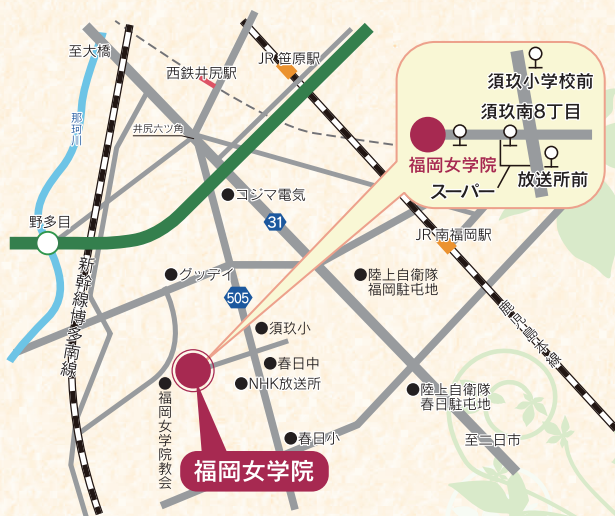 至大橋
西鉄井尻駅
JR 笹原駅
那珂川
井尻六ツ角
須玖小学校前
須玖南8丁目
福岡女学院
スーパー
放送所前
コジマ電気
31
野多目
JR 南福岡駅
新幹線博多南線
グッデイ
陸上自衛隊
福岡駐屯地
505
須玖小
鹿児島本線
春日中
NHK放送所
陸上自衛隊
春日駐屯地
福岡女学院教会
春日小
至二日市
福岡女学院